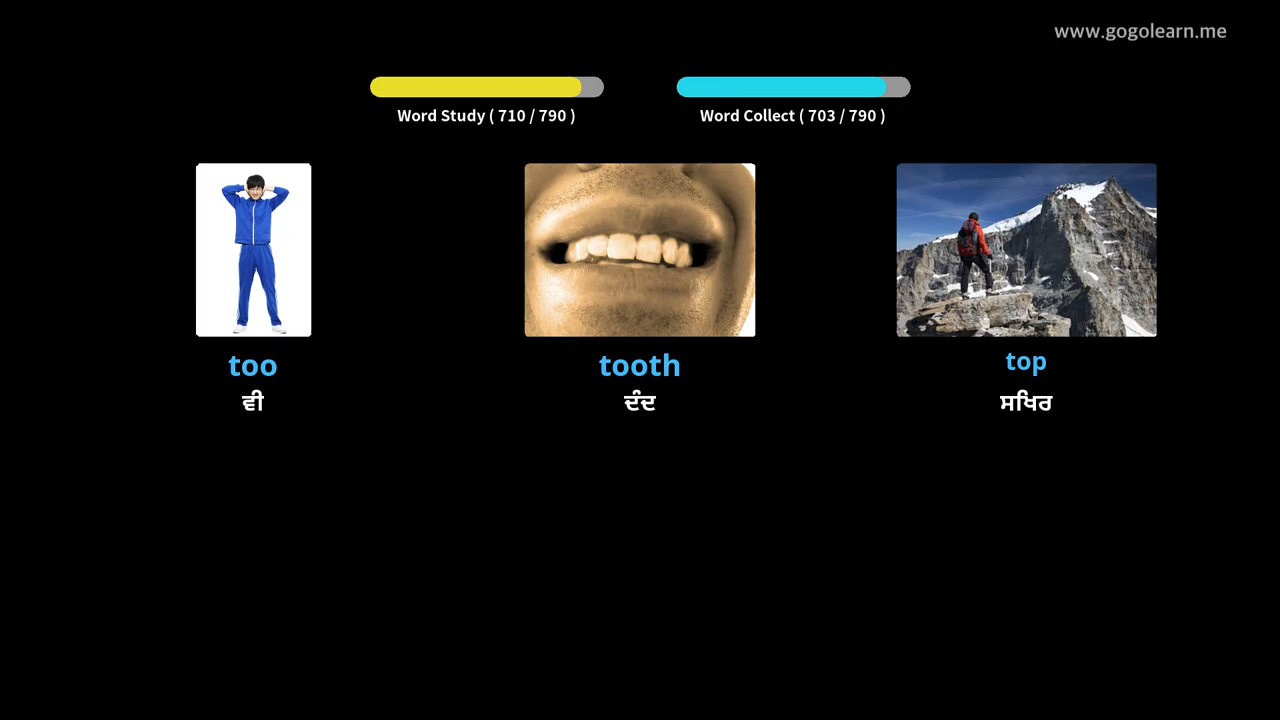 www.gogolearn.me
Word Study ( 710 / 790 )
Word Collect ( 703 / 790 )
too
tooth
top
ਵੀ
ਦੰਦ
ਸਿਖਰ